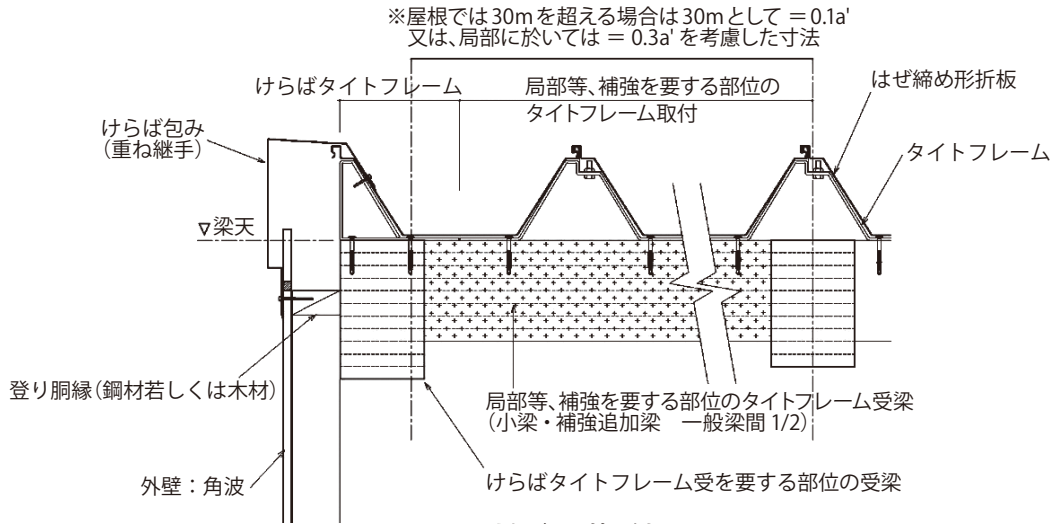 ※屋根では30mを超える場合は30mとして = 0.1a'
又は、局部に於いては = 0.3a' を考慮した寸法
けらばタイトフレーム
局部等、補強を要する部位の
タイトフレーム取付
はぜ締め形折板
けらば包み
(重ね継手)
タイトフレーム
▽梁天
登り胴縁(鋼材若しくは木材)
局部等、補強を要する部位のタイトフレーム受梁
(小梁・補強追加梁　一般梁間 1/2)
けらばタイトフレーム受を要する部位の受梁
外壁：角波